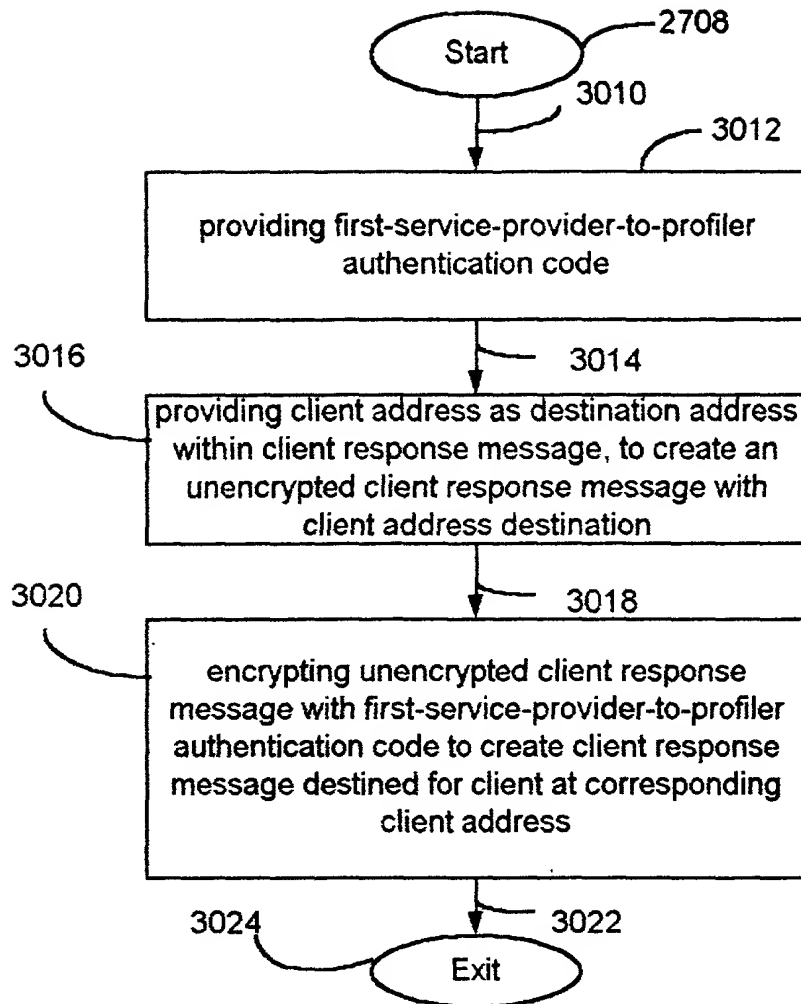 Start
2708
3010
3012
providing first-service-provider-to-profiler
authentication code
3014
3016
providing client address as destination address
within client response message, to create an
unencrypted client response message with
client address destination
3018
3020
encrypting unencrypted client response
message with first-service-provider-to-profiler
authentication code to create client response
message destined for client at corresponding
client address
3022
3024
Exit